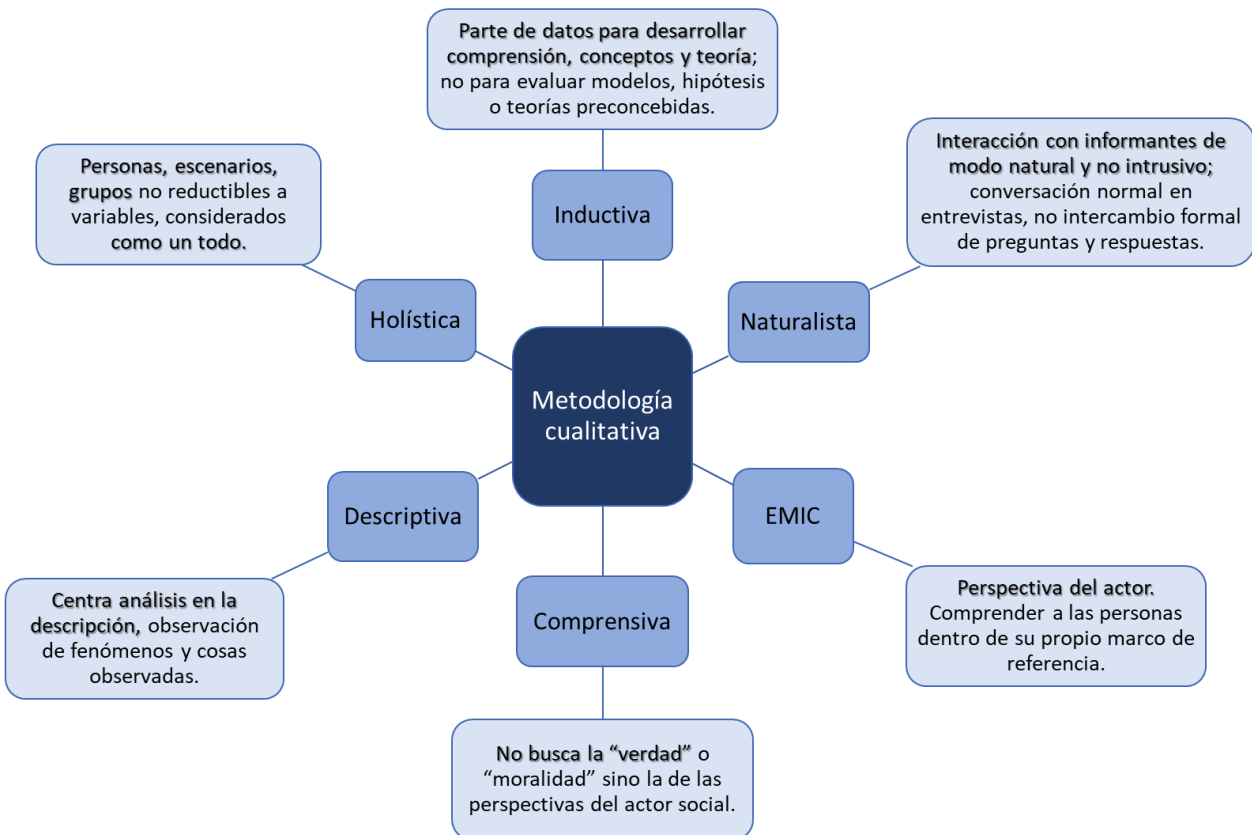 Parte de datos para desarrollar
comprensión, conceptos y teoría;
no para evaluar modelos, hipótesis
o teorías preconcebidas.
Inductiva
Interacción con informantes de
modo natural y no intrusivo;
conversación normal en
entrevistas, no intercambio formal
de preguntas y respuestas.
Naturalista
Personas, escenarios,
grupos no reductibles a
variables, considerados
como un todo.
Holística
Metodología
cualitativa
Descriptiva
Centra análisis en la
descripción, observación
de fenómenos y cosas
observadas.
EMIC
Perspectiva del actor.
Comprender a las personas
dentro de su propio marco de
referencia.
Comprensiva
No busca la “verdad” o
“moralidad” sino la de las
perspectivas del actor social.